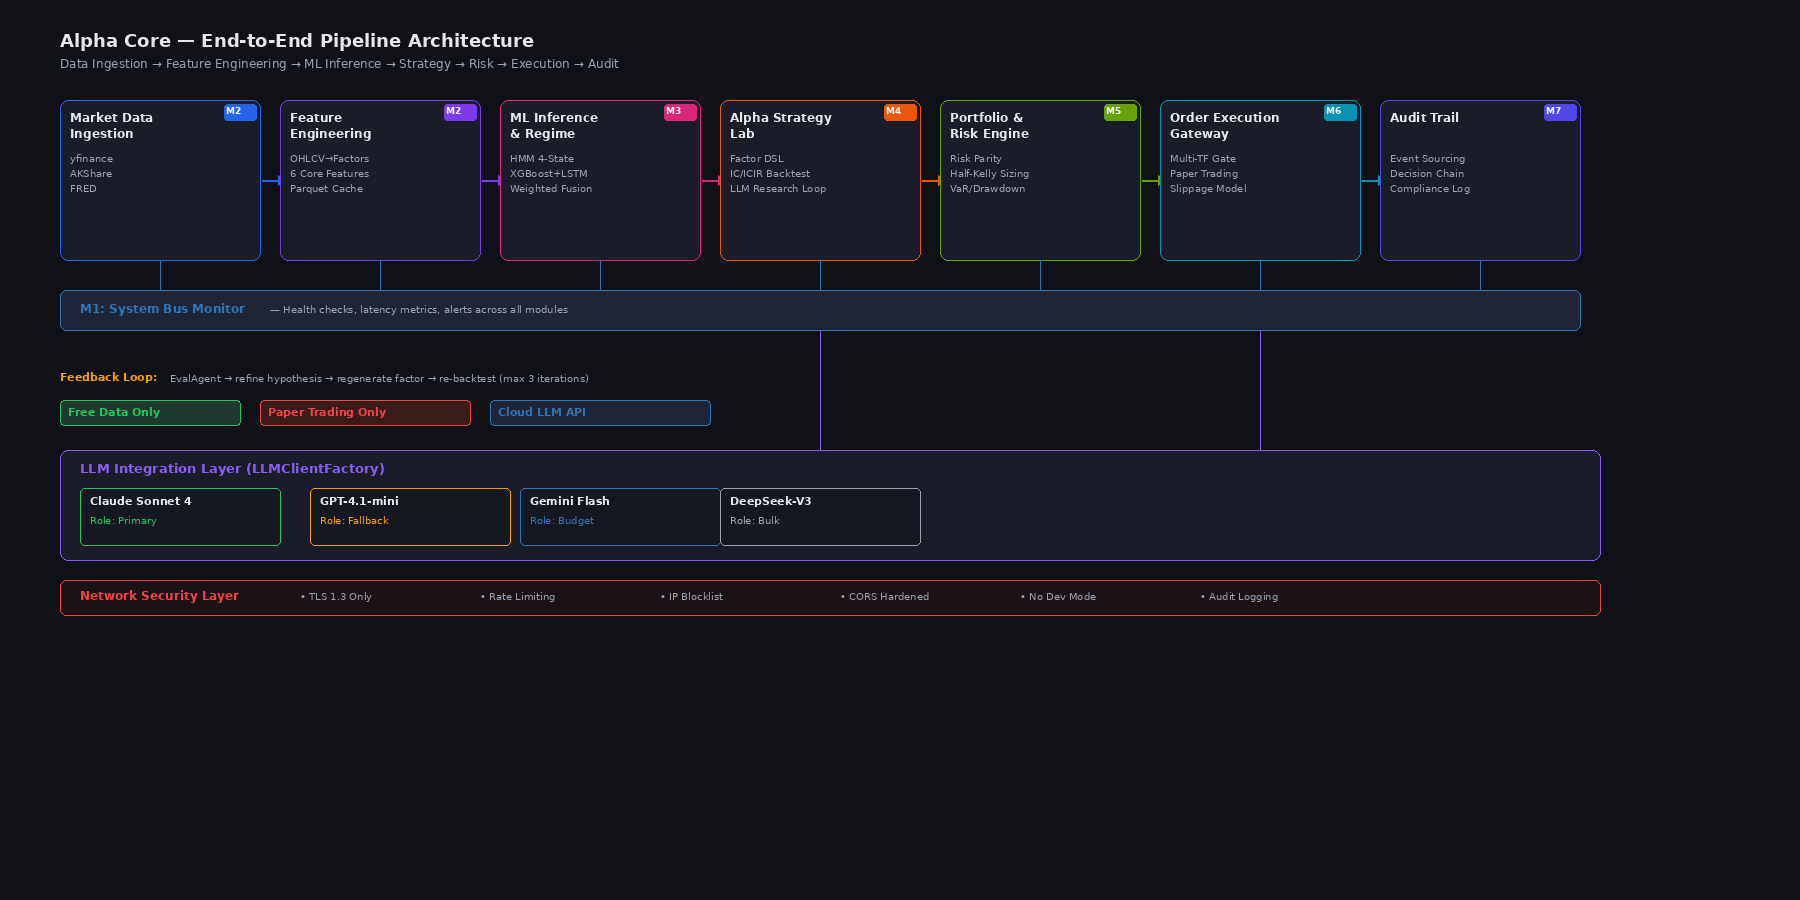 Alpha Core — End-to-End Pipeline Architecture
Data Ingestion → Feature Engineering → ML Inference → Strategy → Risk → Execution → Audit
Market Data
Ingestion
M2
yfinance
AKShare
FRED
Feature
Engineering
M2
OHLCV→Factors
6 Core Features
Parquet Cache
ML Inference
& Regime
M3
HMM 4-State
XGBoost+LSTM
Weighted Fusion
Alpha Strategy
Lab
M4
Factor DSL
IC/ICIR Backtest
LLM Research Loop
Portfolio &
Risk Engine
M5
Risk Parity
Half-Kelly Sizing
VaR/Drawdown
Order Execution
Gateway
M6
Multi-TF Gate
Paper Trading
Slippage Model
Audit Trail
M7
Event Sourcing
Decision Chain
Compliance Log
M1: System Bus Monitor — Health checks, latency metrics, alerts across all modules
Feedback Loop: EvalAgent → refine hypothesis → regenerate factor → re-backtest (max 3 iterations)
Free Data Only
Paper Trading Only
Cloud LLM API
LLM Integration Layer (LLMClientFactory)
Claude Sonnet 4
Role: Primary
GPT-4.1-mini
Role: Fallback
Gemini Flash
Role: Budget
DeepSeek-V3
Role: Bulk
Network Security Layer • TLS 1.3 Only • Rate Limiting • IP Blocklist • CORS Hardened • No Dev Mode • Audit Logging